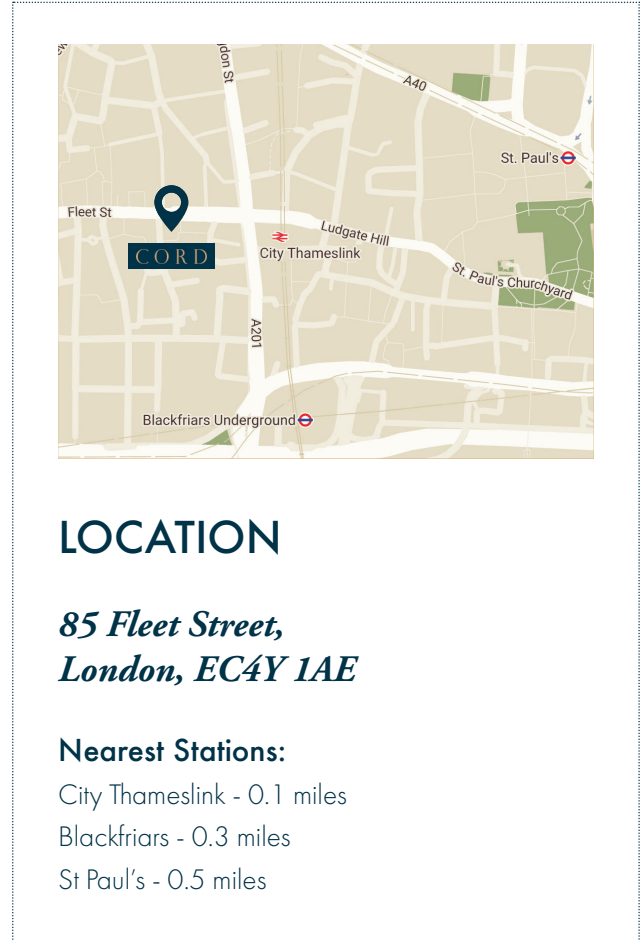 don St
A40
St. Paul's
Fleet St
CORD
City Thameslink
Ludgate Hill
St. Paul's Churchyard
A201
Blackfriars Underground
LOCATION
85 Fleet Street,
London, EC4Y 1AE
Nearest Stations:
City Thameslink - 0.1 miles
Blackfriars - 0.3 miles
St Paul’s - 0.5 miles